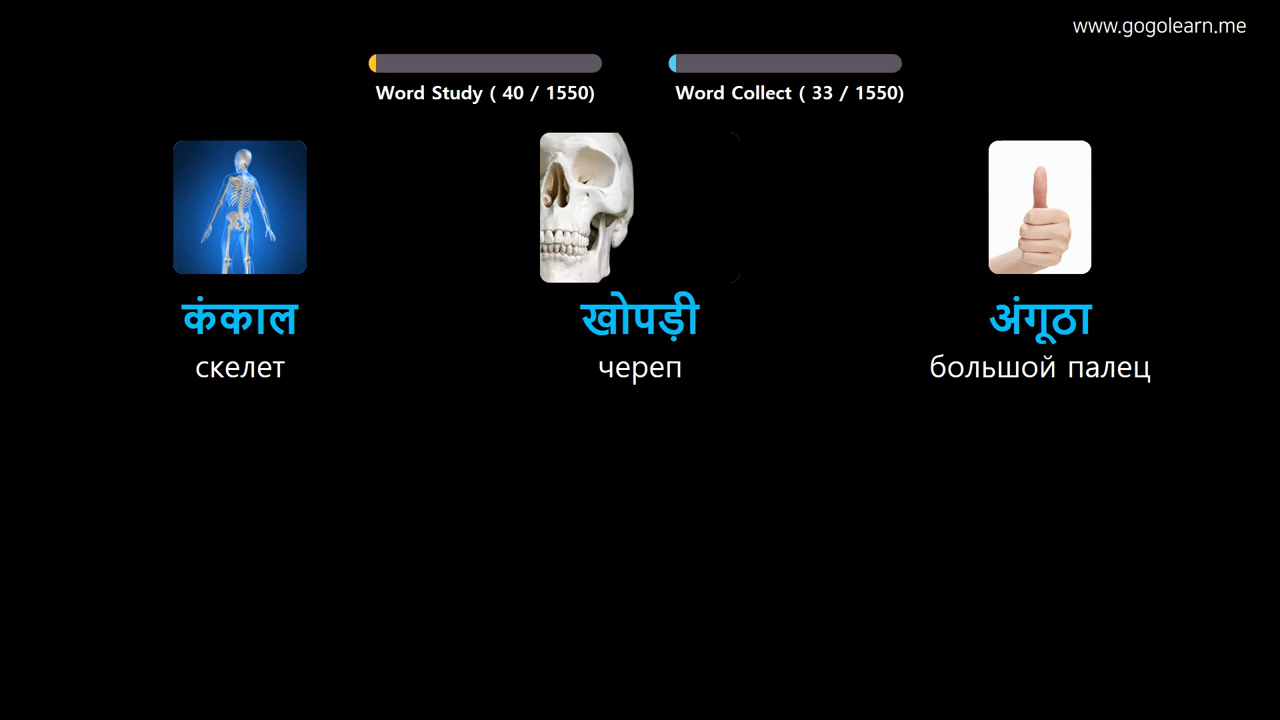 www.gogolearn.me
Word Study ( 40 / 1550)
Word Collect ( 33 / 1550)
कंकाल
खोपड़ी
अंगूठा
скелет
череп
большой палец